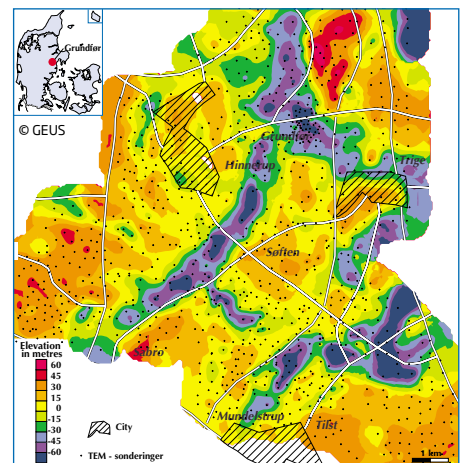 Grundfør
© GEUS
Grundfør
Trige
Hinnerup
Søften
Sabro
Mundelstrup
Tilst
Elevation
in metres
60
45
30
15
0
-15
-30
-45
-60
City
TEM - sonderinger
1 km